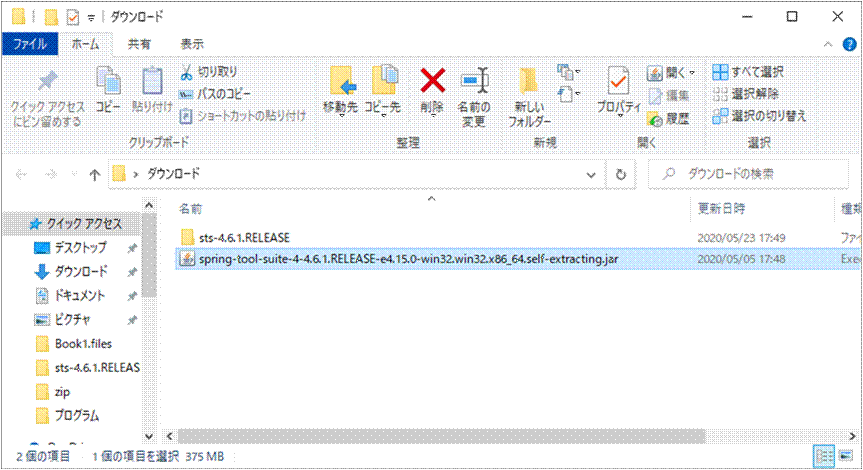 ダウンロード
ファイル ホーム 共有 表示
クイック アクセス
にピン留めする
コピー 貼り付け
切り取り
パスのコピー
ショートカットの貼り付け
クリップボード
移動先 コピー先 削除 名前の
変更
整理
新しい
フォルダー
新規
プロパティ
開く
編集
履歴
開く
すべて選択
選択解除
選択の切り替え
選択
ダウンロード
ダウンロードの検索
クイック アクセス
デスクトップ
ダウンロード
ドキュメント
ピクチャ
Book1.files
sts-4.6.1.RELEAS
zip
プログラム
名前 更新日時 種類
sts-4.6.1.RELEASE 2020/05/23 17:49 ファイ
spring-tool-suite-4-4.6.1.RELEASE-e4.15.0-win32.win32.x86_64.self-extracting.jar 2020/05/05 17:48 Exec
2 個の項目 1 個の項目を選択 375 MB